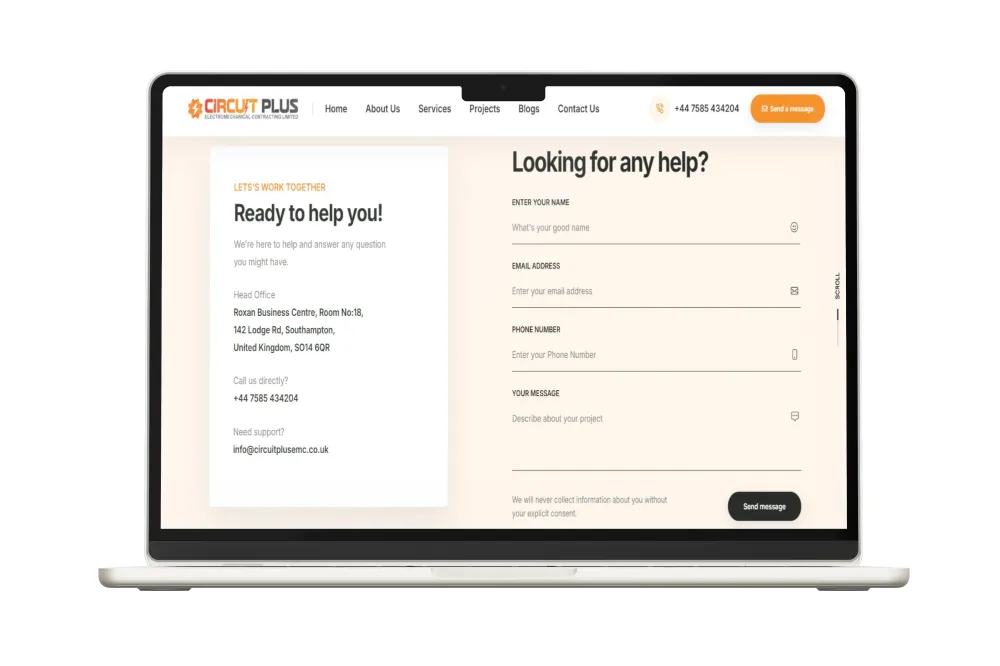 CIRCUIT PLUS
ELECTROMECHANICAL CONTRACTING LIMITED
Home
About Us
Services
Projects
Blogs
Contact Us
+44 7585 434204
Send a message
LETS'S WORK TOGETHER
Ready to help you!
We're here to help and answer any question
you might have.
Head Office
Roxan Business Centre, Room No:18,
142 Lodge Rd, Southampton,
United Kingdom, SO14 6QR
Call us directly?
+44 7585 434204
Need support?
info@circuitplusemc.co.uk
Looking for any help?
ENTER YOUR NAME
What's your good name
EMAIL ADDRESS
Enter your email address
PHONE NUMBER
Enter your Phone Number
YOUR MESSAGE
Describe about your project
We will never collect information about you without
your explicit consent.
Send message
SCROLL